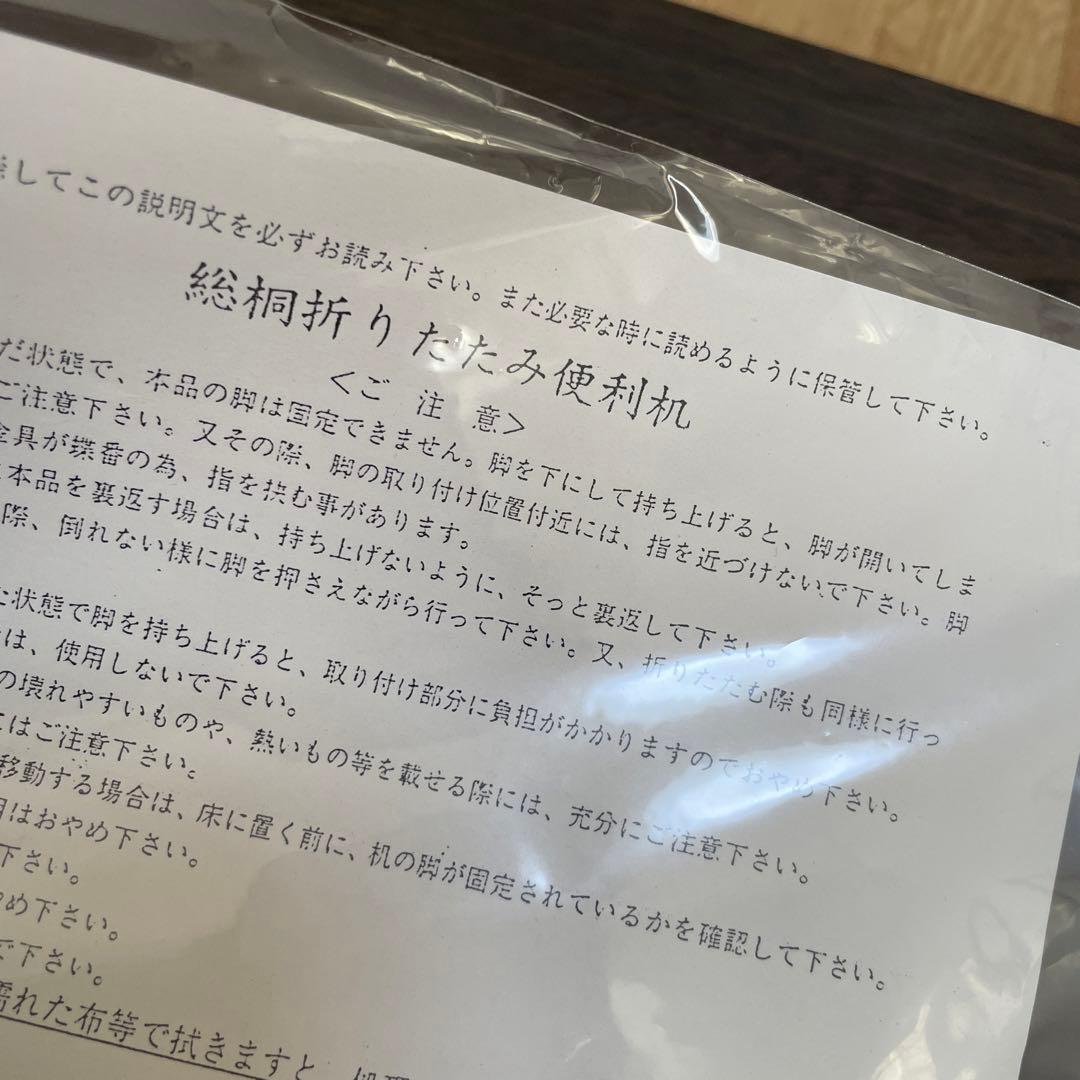 してこの説明文を必ずお読み下さい。また必要な時に読めるように保管して下さい。
総桐折りたたみ便利机
＜ご 注 意＞
だ状態で、本品の脚は固定できません。脚を下にして持ち上げると、脚が開いてしま
ご注意下さい。又その際、脚の取り付け位置付近には、指を近づけないで下さい。脚
金具が蝶番の為、指を挟む事があります。
本品を裏返す場合は、持ち上げないように、そっと裏返して下さい。
際、倒れない様に脚を押さえながら行って下さい。又、折りたたむ際も同様に行っ
状態で脚を持ち上げると、取り付け部分に負担がかかりますのでおやめ下さい。
は、使用しないで下さい。
の壊れやすいものや、熱いもの等を載せる際には、充分にご注意下さい。
はご注意下さい。
移動する場合は、床に置く前に、机の脚が固定されているかを確認して下さい。
はおやめ下さい。
下さい。
め下さい。
で下さい。
濡れた布等で拭きますと、